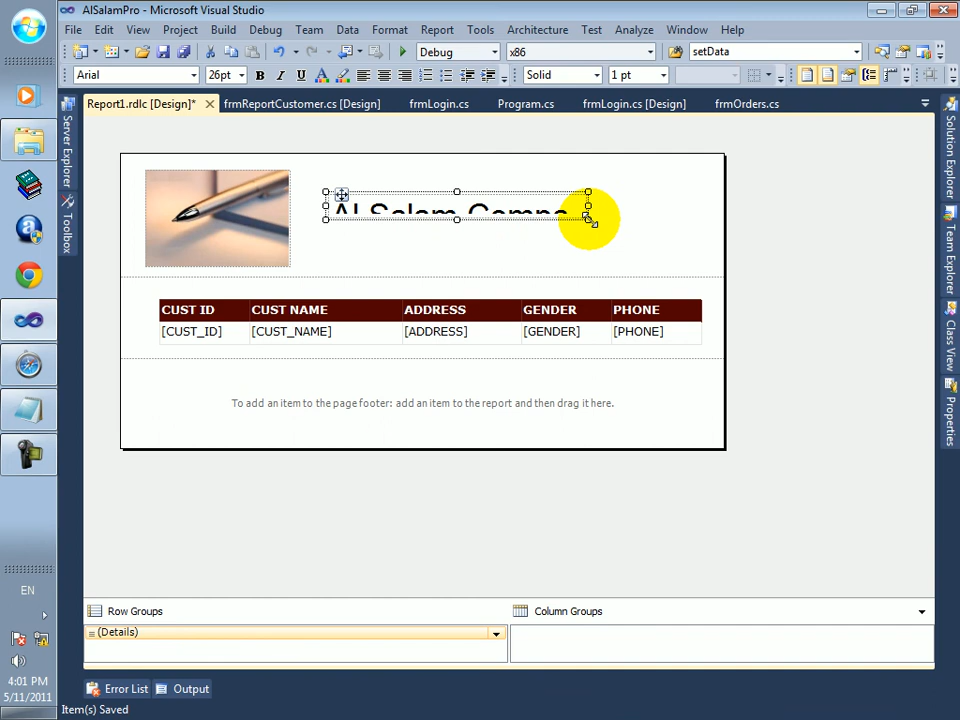 AlSalamPro - Microsoft Visual Studio
File Edit View Project Build Debug Team Data Format Report Tools Architecture Test Analyze Window Help
Debug x86 setData
Arial 26pt B I U A Solid 1 pt
Report1.rdlc [Design]* frmReportCustomer.cs [Design] frmLogin.cs Program.cs frmLogin.cs [Design] frmOrders.cs
Server Explorer
Toolbox
Solution Explorer
Team Explorer
Class View
Properties
Al Salam Compa
CUST ID CUST NAME ADDRESS GENDER PHONE
[CUST_ID] [CUST_NAME] [ADDRESS] [GENDER] [PHONE]
To add an item to the page footer: add an item to the report and then drag it here.
Row Groups Column Groups
(Details)
EN
Error List Output
Item(s) Saved
4:01 PM
5/11/2011